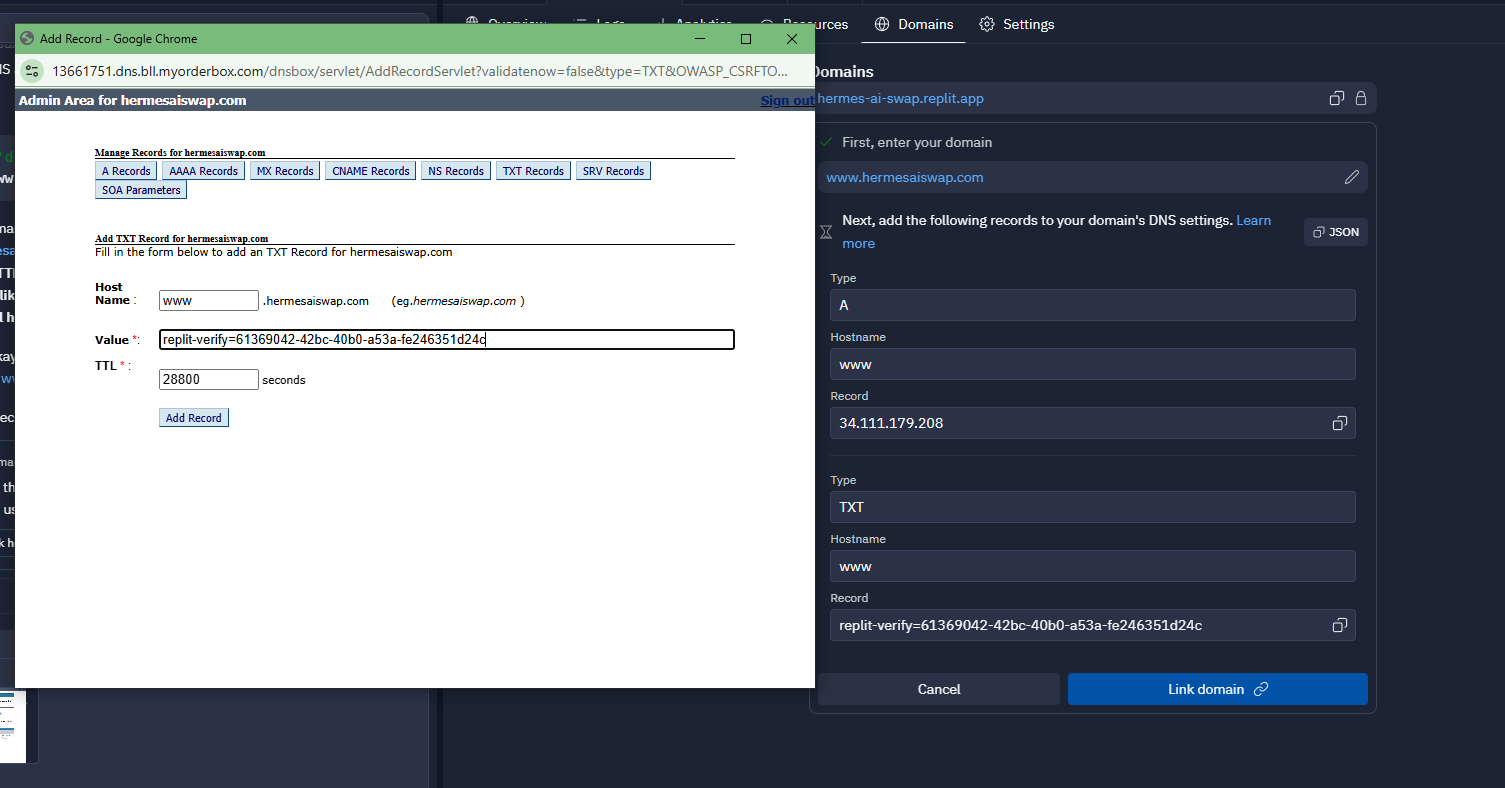 Add Record - Google Chrome
13661751.dns.bll.myorderbox.com/dnsbox/servlet/AddRecordServlet?validatenow=false&type=TXT&OWASP_CSRFTO...
Admin Area for hermesaiswap.com
Sign out
Manage Records for hermesaiswap.com
A Records
AAAA Records
MX Records
CNAME Records
NS Records
TXT Records
SRV Records
SOA Parameters
Add TXT Record for hermesaiswap.com
Fill in the form below to add an TXT Record for hermesaiswap.com
Host
Name :
www
.hermesaiswap.com
(eg.hermesaiswap.com )
Value *:
replit-verify=61369042-42bc-40b0-a53a-fe246351d24c
TTL * :
28800
seconds
Add Record
Domains
Settings
Domains
hermes-ai-swap.replit.app
First, enter your domain
www.hermesaiswap.com
Next, add the following records to your domain's DNS settings. Learn
more
JSON
Type
A
Hostname
www
Record
34.111.179.208
Type
TXT
Hostname
www
Record
replit-verify=61369042-42bc-40b0-a53a-fe246351d24c
Cancel
Link domain